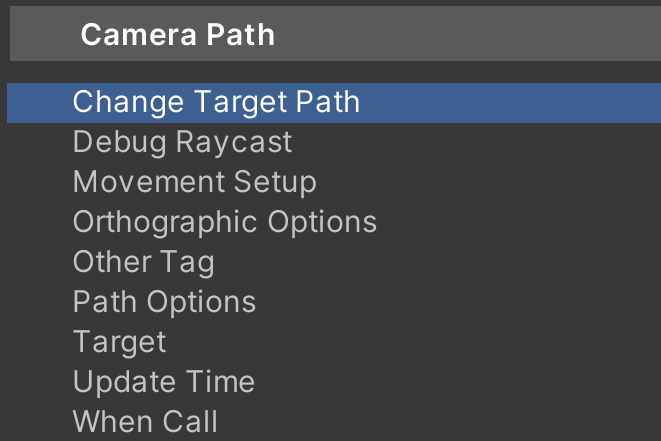 Camera Path
Change Target Path
Debug Raycast
Movement Setup
Orthographic Options
Other Tag
Path Options
Target
Update Time
When Call